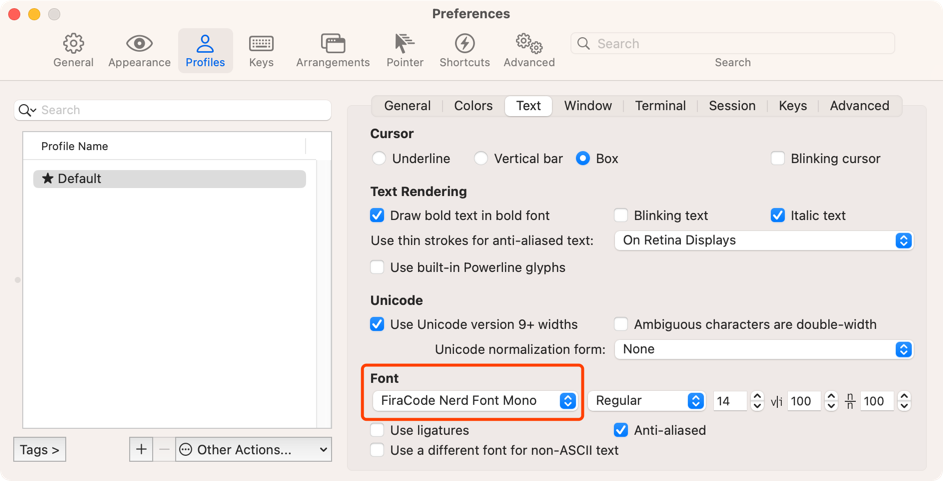 Preferences
General Appearance Profiles Keys Arrangements Pointer Shortcuts Advanced Search
Search
Search
Profile Name
★ Default
Tags >
+ − Other Actions...
General Colors Text Window Terminal Session Keys Advanced
Cursor
Underline Vertical bar Box Blinking cursor
Text Rendering
Draw bold text in bold font Blinking text Italic text
Use thin strokes for anti-aliased text: On Retina Displays
Use built-in Powerline glyphs
Unicode
Use Unicode version 9+ widths Ambiguous characters are double-width
Unicode normalization form: None
Font
FiraCode Nerd Font Mono Regular 14 v|i 100 100
Use ligatures Anti-aliased
Use a different font for non-ASCII text